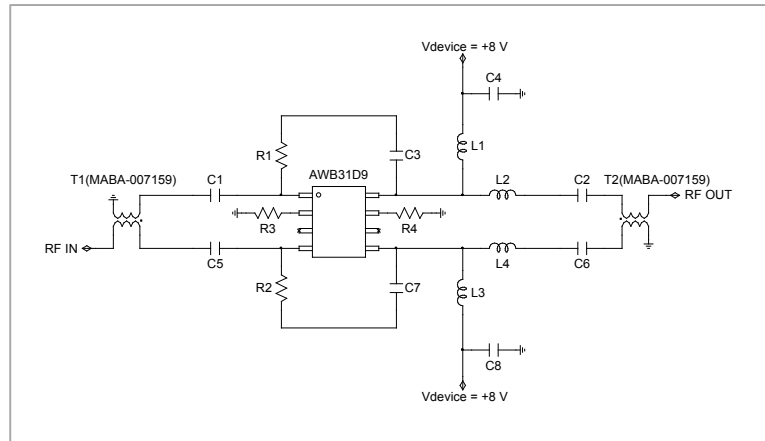 Vdevice = +8 V
C4
R1
C3
L1
AWB31D9
T1(MABA-007159)
C1
L2
C2
T2(MABA-007159)
RF OUT
R3
R4
RF IN
C5
L4
C6
R2
C7
L3
C8
Vdevice = +8 V